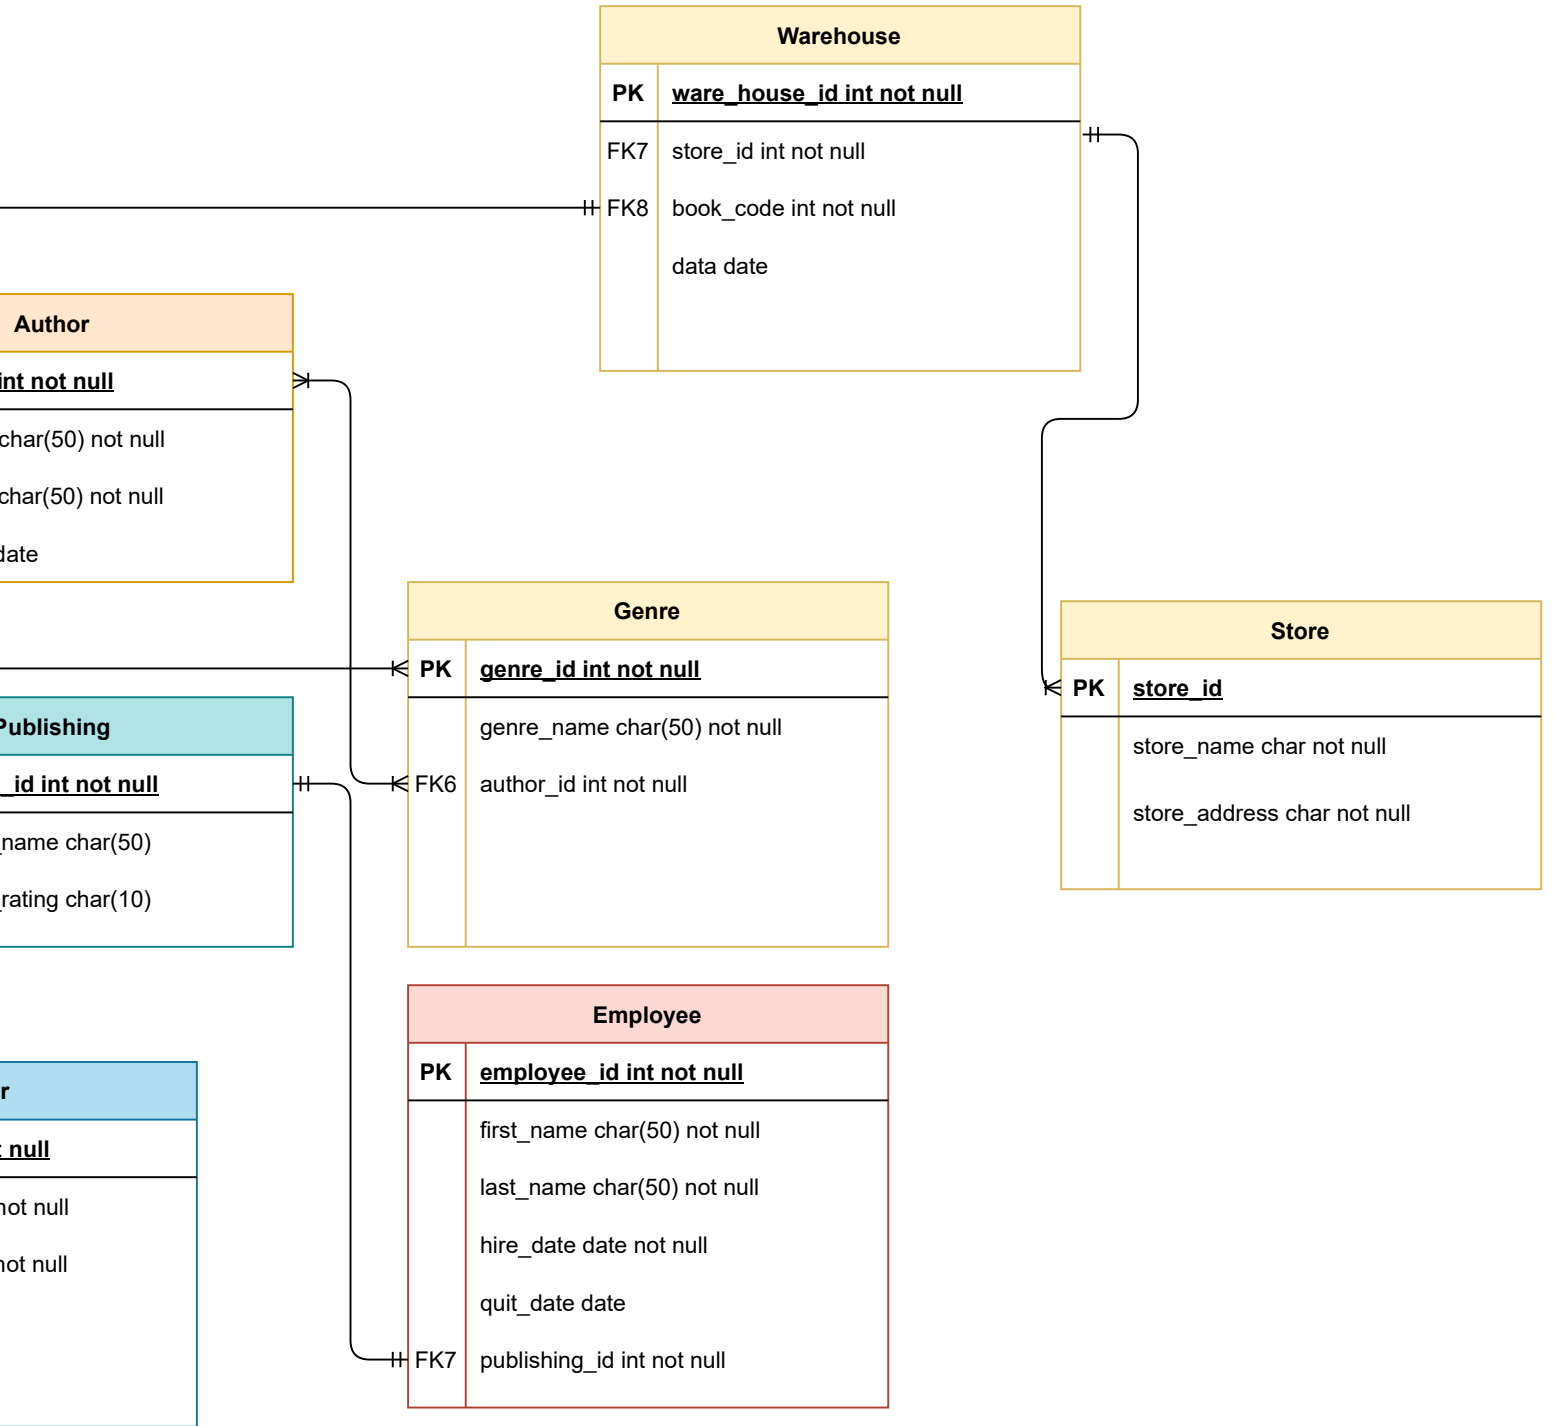 Warehouse
PK ware_house_id int not null
FK7 store_id int not null
FK8 book_code int not null
data date
Author
int not null
char(50) not null
char(50) not null
date
Genre
PK genre_id int not null
genre_name char(50) not null
FK6 author_id int not null
Store
PK store_id
store_name char not null
store_address char not null
Publishing
_id int not null
_name char(50)
_rating char(10)
Employee
PK employee_id int not null
first_name char(50) not null
last_name char(50) not null
hire_date date not null
quit_date date
FK7 publishing_id int not null
r
t null
not null
not null